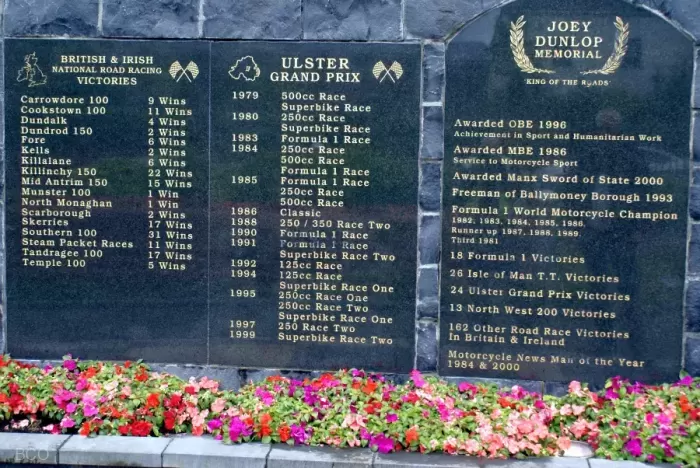 BRITISH & IRISH
NATIONAL ROAD RACING
VICTORIES
Carrowdore 100 9 Wins
Cookstown 100 11 Wins
Dundalk 4 Wins
Dundrod 150 2 Wins
Fore 6 Wins
Kells 2 Wins
Killalane 6 Wins
Killinchy 150 22 Wins
Mid Antrim 150 15 Wins
Munster 100 1 Win
North Monaghan 1 Win
Scarborough 2 Wins
Skerries 17 Wins
Southern 100 31 Wins
Steam Packet Races 11 Wins
Tandragee 100 17 Wins
Temple 100 5 Wins
ULSTER
GRAND PRIX
1979 500cc Race
Superbike Race
1980 250cc Race
Superbike Race
1983 Formula 1 Race
1984 250cc Race
500cc Race
Formula 1 Race
1985 Formula 1 Race
250cc Race
500cc Race
1986 Classic
1988 250 / 350 Race Two
1990 Formula 1 Race
1991 Formula 1 Race
Superbike Race Two
1992 125cc Race
1994 125cc Race
Superbike Race One
1995 250cc Race One
250cc Race Two
Superbike Race One
1997 250 Race Two
1999 Superbike Race Two
JOEY
DUNLOP
MEMORIAL
'KING OF THE ROADS'
Awarded OBE 1996
Achievement in Sport and Humanitarian Work
Awarded MBE 1986
Service to Motorcycle Sport
Awarded Manx Sword of State 2000
Freeman of Ballymoney Borough 1993
Formula 1 World Motorcycle Champion
1982, 1983, 1984, 1985, 1986.
Runner up 1987, 1988, 1989.
Third 1981.
18 Formula 1 Victories
26 Isle of Man T.T. Victories
24 Ulster Grand Prix Victories
13 North West 200 Victories
162 Other Road Race Victories
In Britain & Ireland
Motorcycle News Man of the Year
1984 & 2000